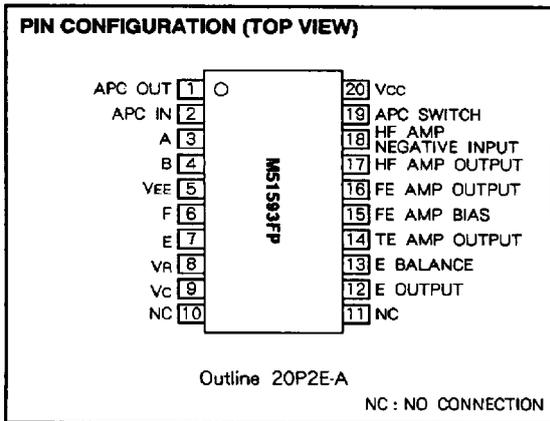 PIN CONFIGURATION (TOP VIEW)
APC OUT 1
APC IN 2
A 3
B 4
VEE 5
F 6
E 7
VR 8
VC 9
NC 10
M51593FP
20 Vcc
19 APC SWITCH
18 HF AMP
NEGATIVE INPUT
17 HF AMP OUTPUT
16 FE AMP OUTPUT
15 FE AMP BIAS
14 TE AMP OUTPUT
13 E BALANCE
12 E OUTPUT
11 NC
Outline 20P2E-A
NC : NO CONNECTION